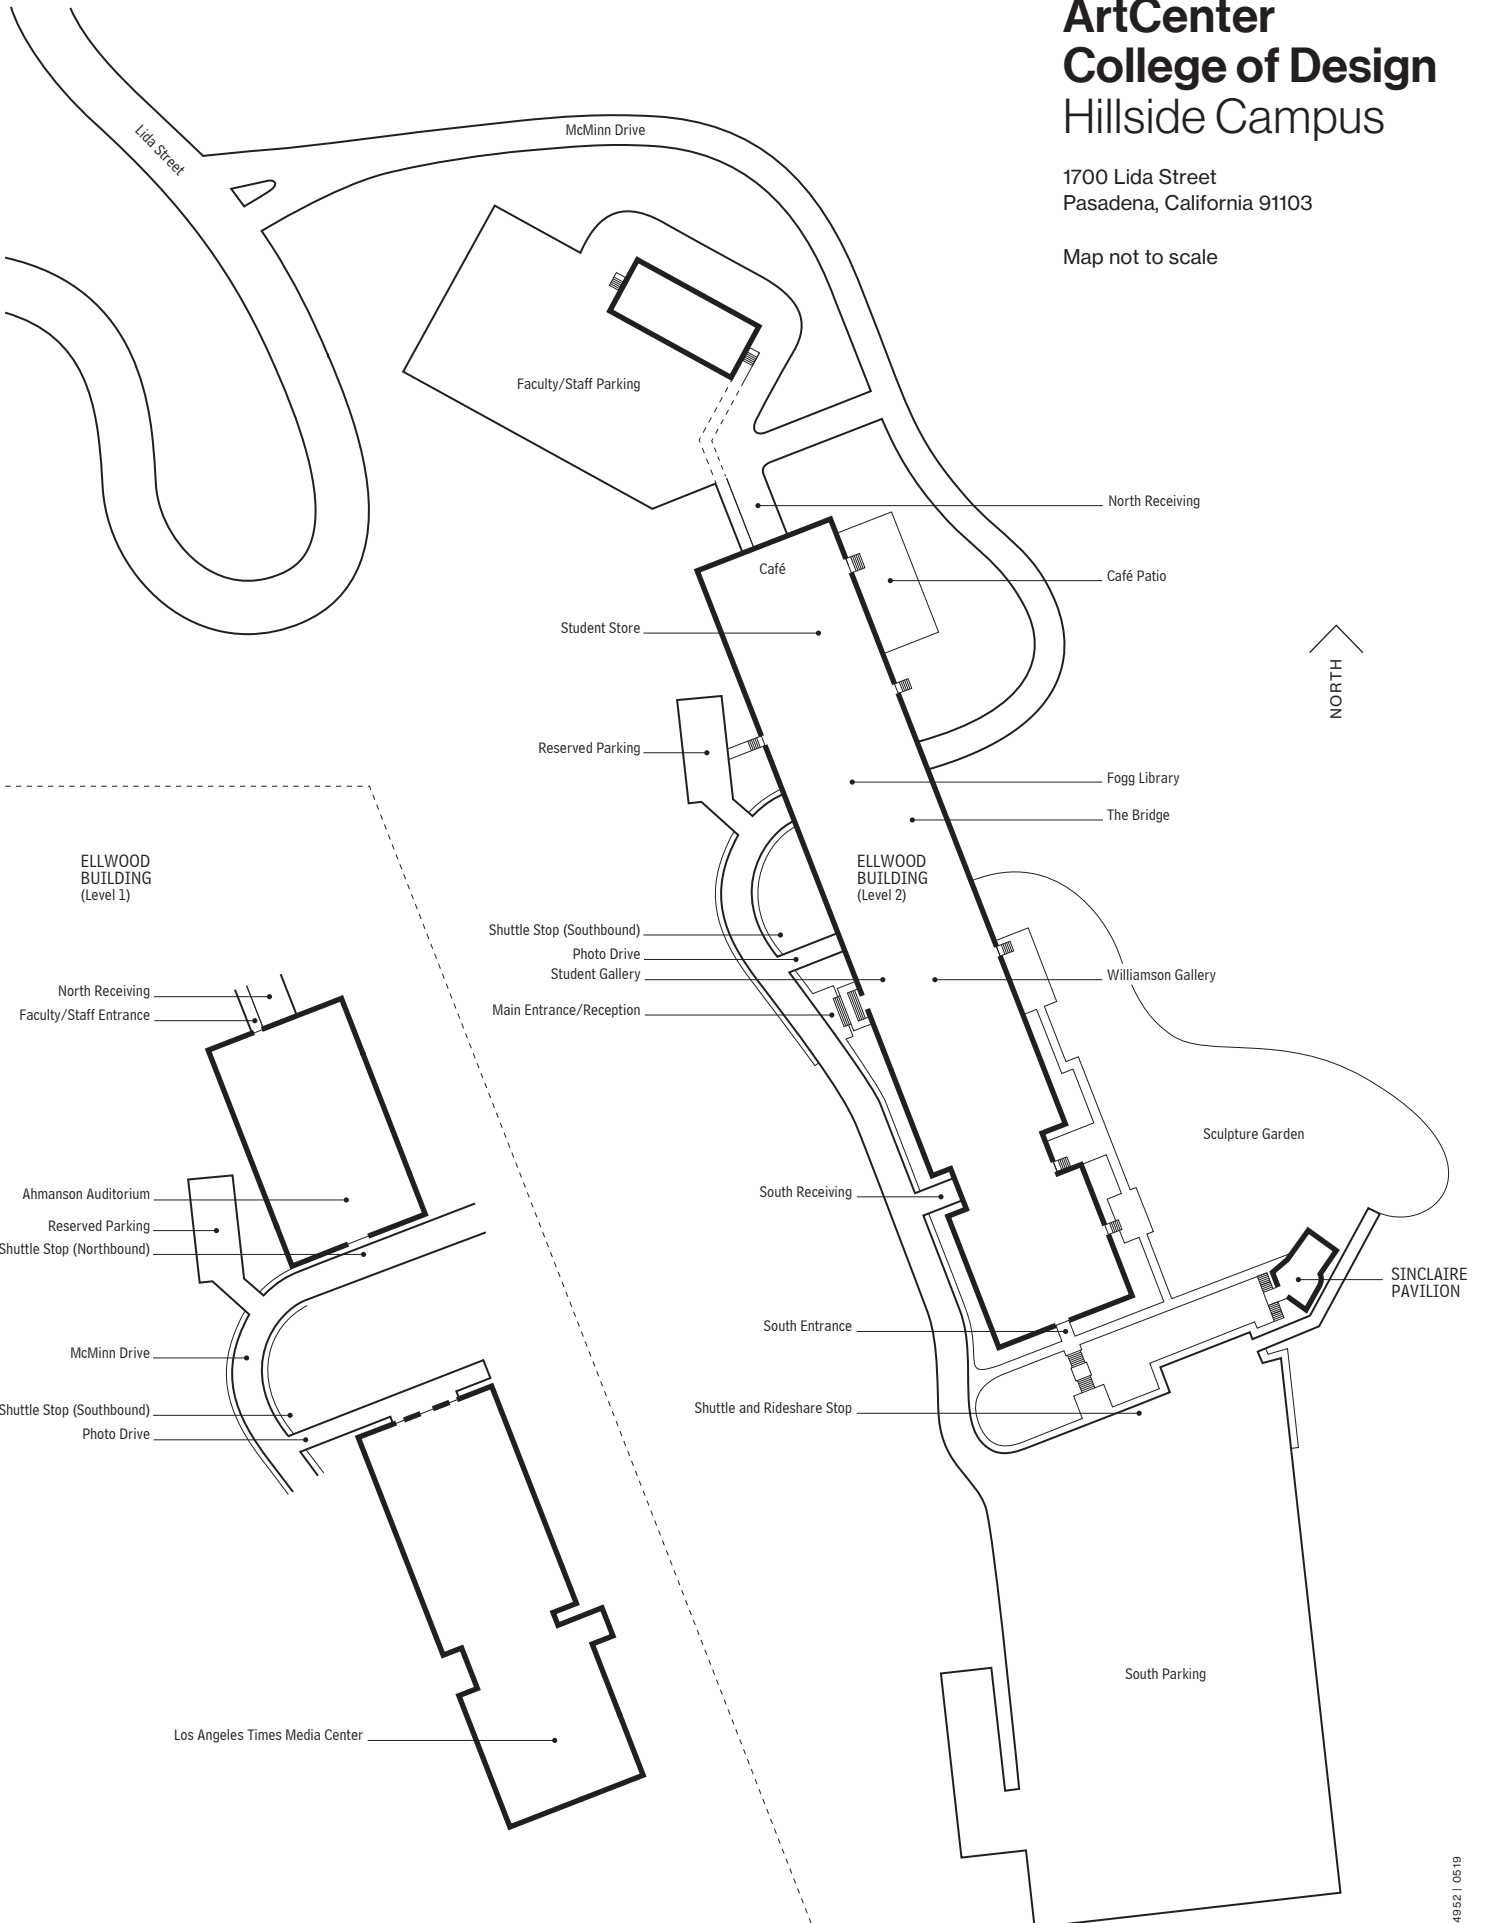 ArtCenter
College of Design
Hillside Campus
1700 Lida Street
Pasadena, California 91103
Map not to scale
Lida Street
McMinn Drive
Faculty/Staff Parking
North Receiving
Café
Café Patio
Student Store
NORTH
Reserved Parking
Fogg Library
The Bridge
ELLWOOD
BUILDING
(Level 2)
Shuttle Stop (Southbound)
Photo Drive
Student Gallery
Williamson Gallery
Main Entrance/Reception
Sculpture Garden
South Receiving
SINCLAIRE
PAVILION
South Entrance
Shuttle and Rideshare Stop
South Parking
ELLWOOD
BUILDING
(Level 1)
North Receiving
Faculty/Staff Entrance
Ahmanson Auditorium
Reserved Parking
Shuttle Stop (Northbound)
McMinn Drive
Shuttle Stop (Southbound)
Photo Drive
Los Angeles Times Media Center
4952 | 0519